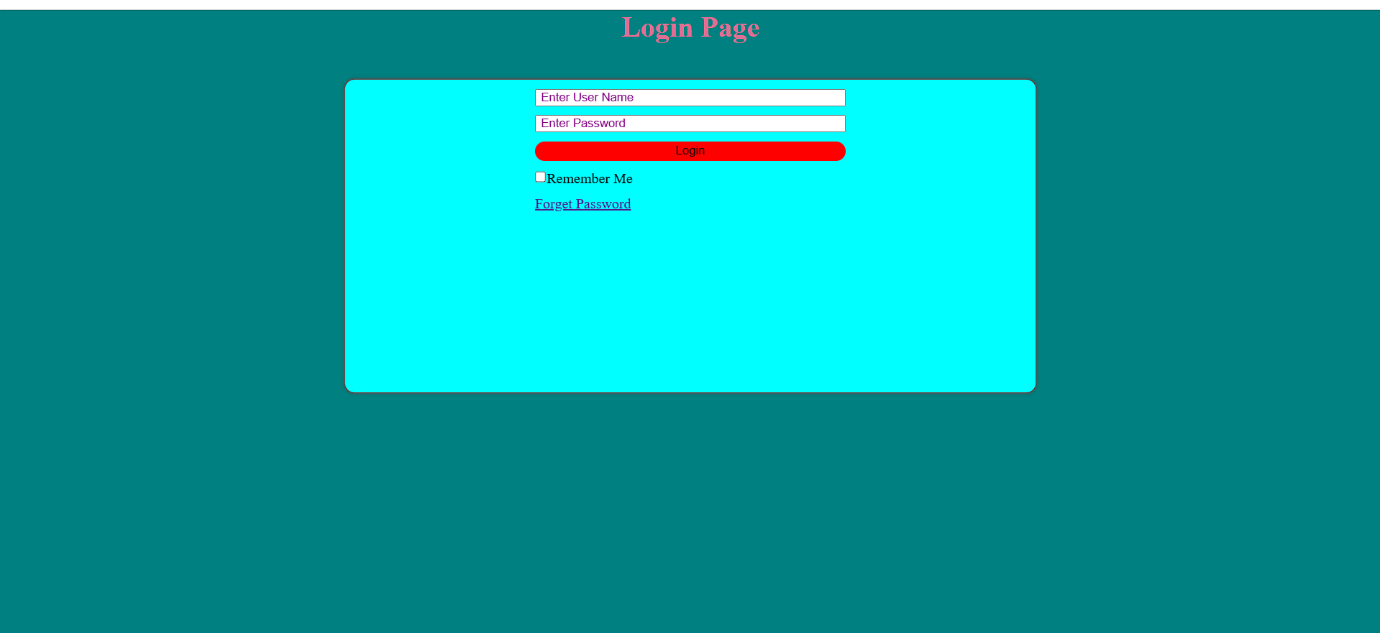 Login Page
Enter User Name
Enter Password
Login
Remember Me
Forget Password